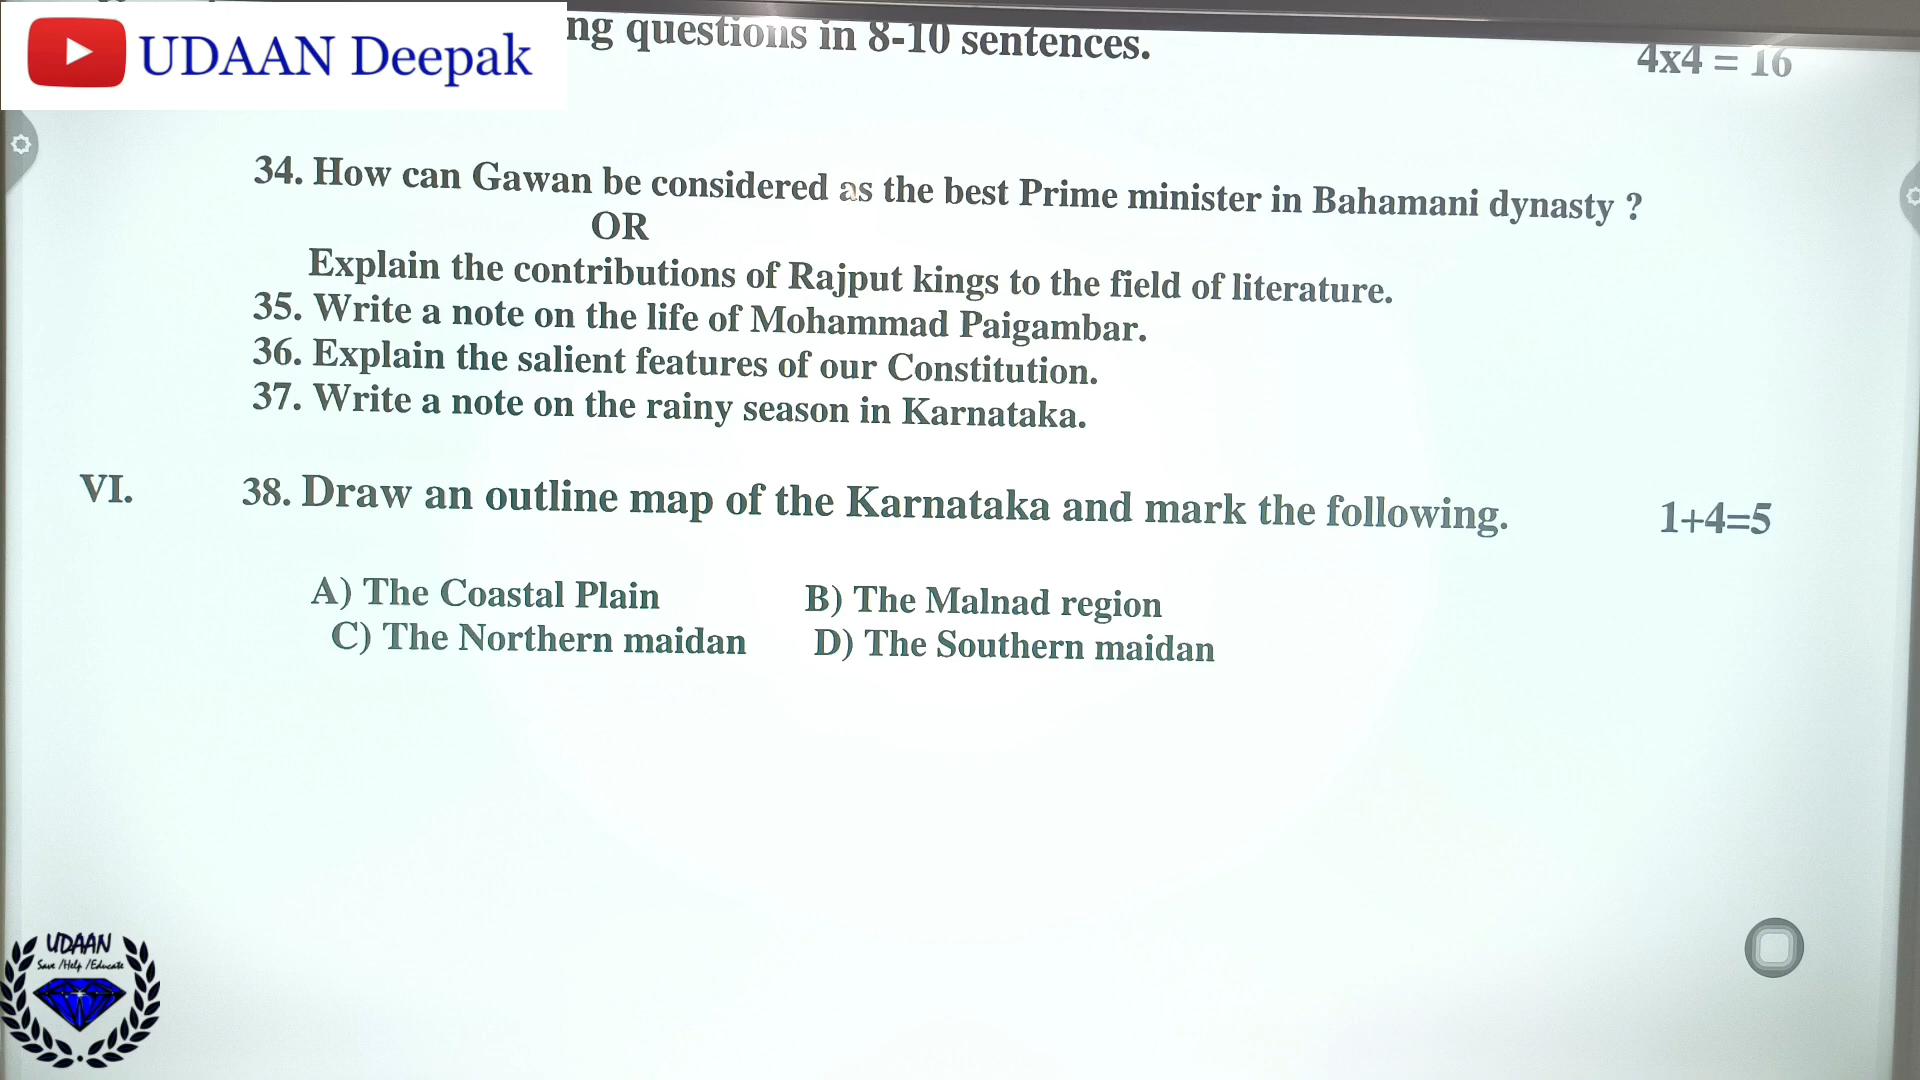 UDAAN Deepak
ng questions in 8-10 sentences. 4x4 = 16
34. How can Gawan be considered as the best Prime minister in Bahamani dynasty ?
OR
Explain the contributions of Rajput kings to the field of literature.
35. Write a note on the life of Mohammad Paigambar.
36. Explain the salient features of our Constitution.
37. Write a note on the rainy season in Karnataka.
VI. 38. Draw an outline map of the Karnataka and mark the following. 1+4=5
A) The Coastal Plain B) The Malnad region
C) The Northern maidan D) The Southern maidan
UDAAN
Save /Help /Educate